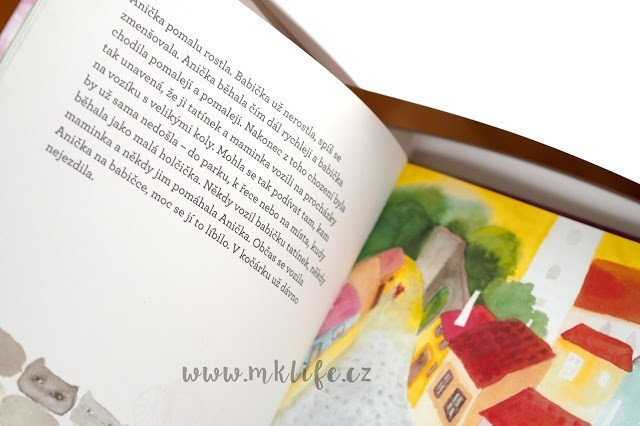 Anička pomalu rostla. Babička už nerostla, spíš se
zmenšovala. Anička běhala čím dál rychleji a babička
chodila pomaleji a pomaleji. Nakonec z toho chození byla
tak unavená, že ji tatínek a maminka vozili na procházky
na vozíku s velikými koly. Mohla se tak podívat tam, kam
by už sama nedošla – do parku, k řece nebo na místa, kudy
běhala jako malá holčička. Někdy vozil babičku tatínek, někdy
maminka a někdy jim pomáhala Anička. Občas se vozila
Anička na babičce, moc se jí to líbilo. V kočárku už dávno
nejezdila.
www.mklife.cz